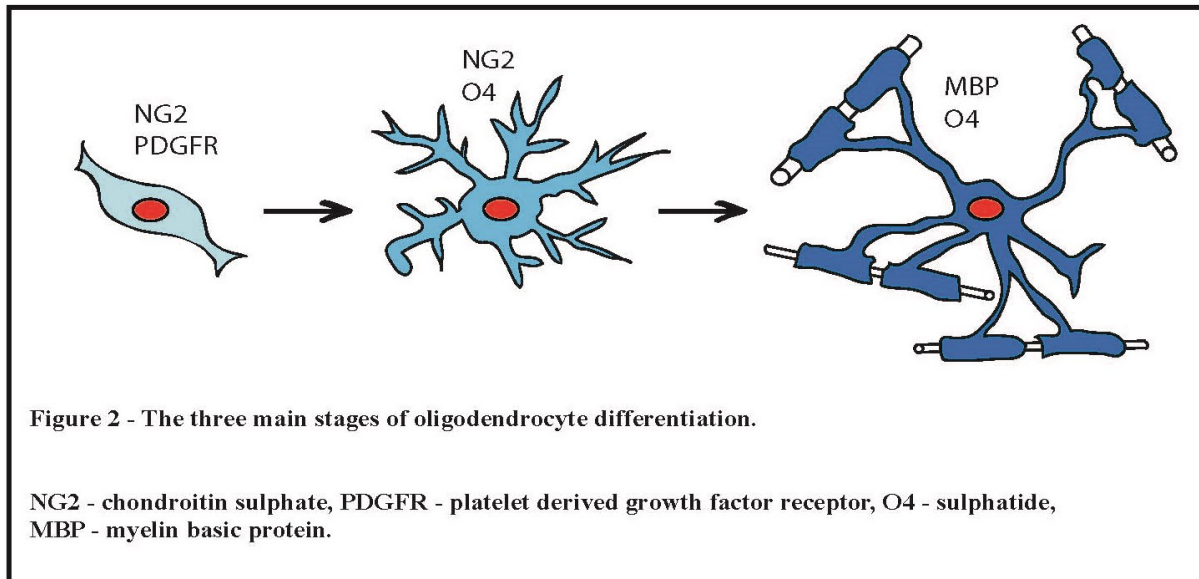 NG2
PDGFR
NG2
O4
MBP
O4
Figure 2 - The three main stages of oligodendrocyte differentiation.
NG2 - chondroitin sulphate, PDGFR - platelet derived growth factor receptor, O4 - sulphatide,
MBP - myelin basic protein.